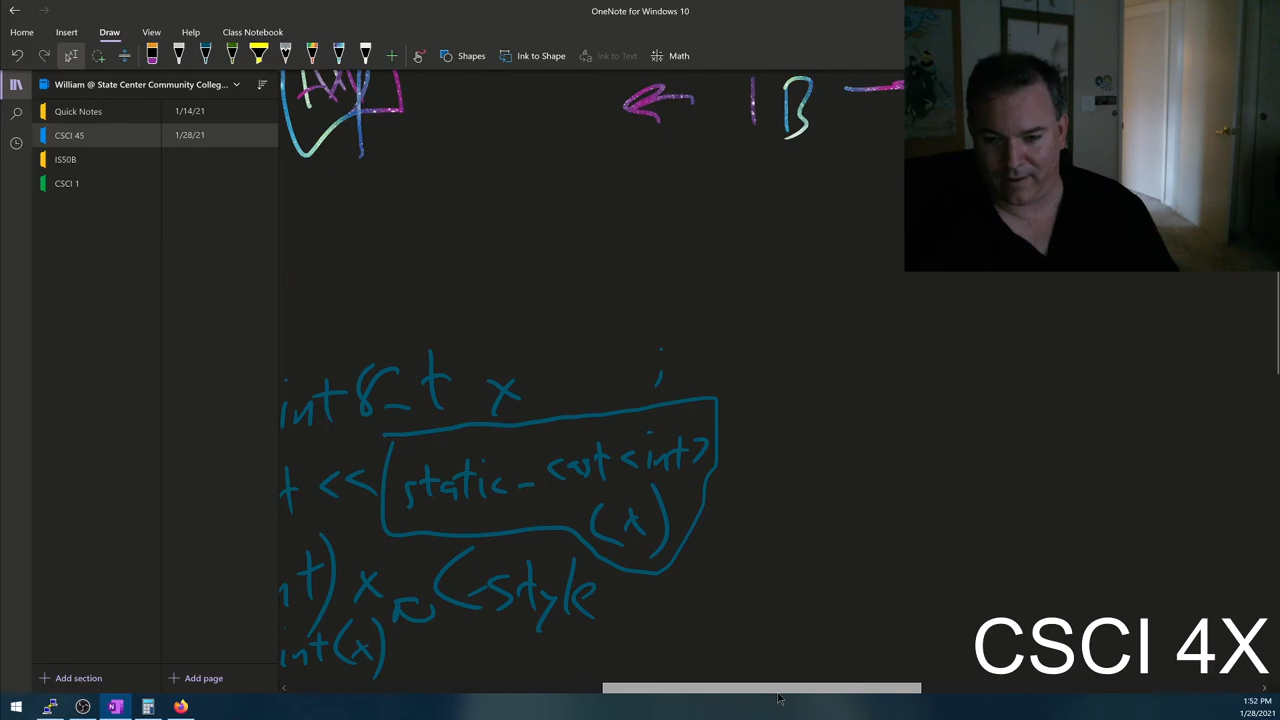 OneNote for Windows 10
Home Insert Draw View Help Class Notebook
Shapes Ink to Shape Ink to Text Math
William @ State Center Community Colleg...
Quick Notes 1/14/21
CSCI 45 1/28/21
IS50B
CSCI 1
← 1 B
int8_t x ;
t << static_cast<int>
(x)
nt) x C-style
int(x)
Add section Add page
CSCI 4X
1:52 PM
1/28/2021